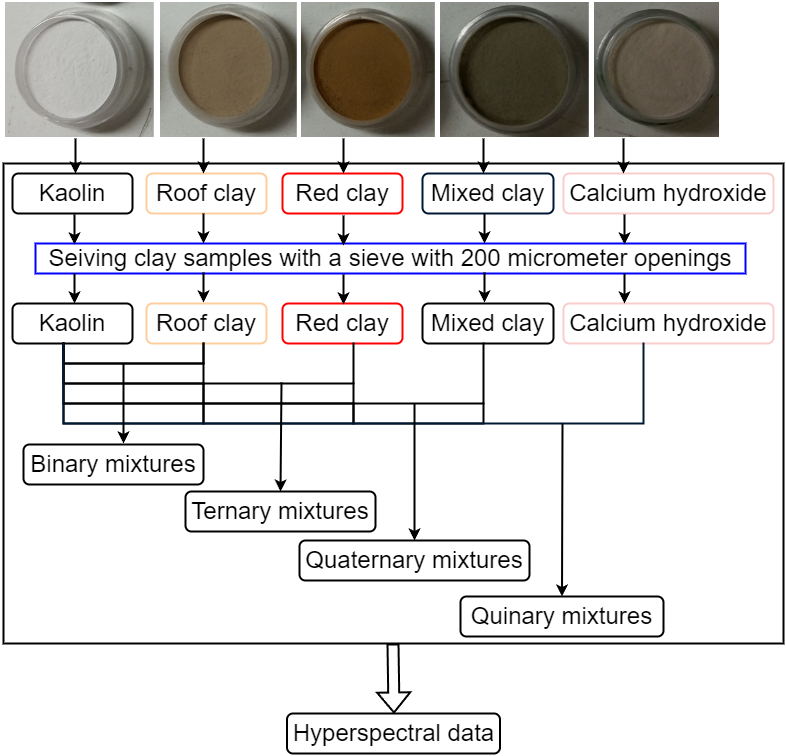 Kaolin
Roof clay
Red clay
Mixed clay
Calcium hydroxide
Seiving clay samples with a sieve with 200 micrometer openings
Kaolin
Roof clay
Red clay
Mixed clay
Calcium hydroxide
Binary mixtures
Ternary mixtures
Quaternary mixtures
Quinary mixtures
Hyperspectral data